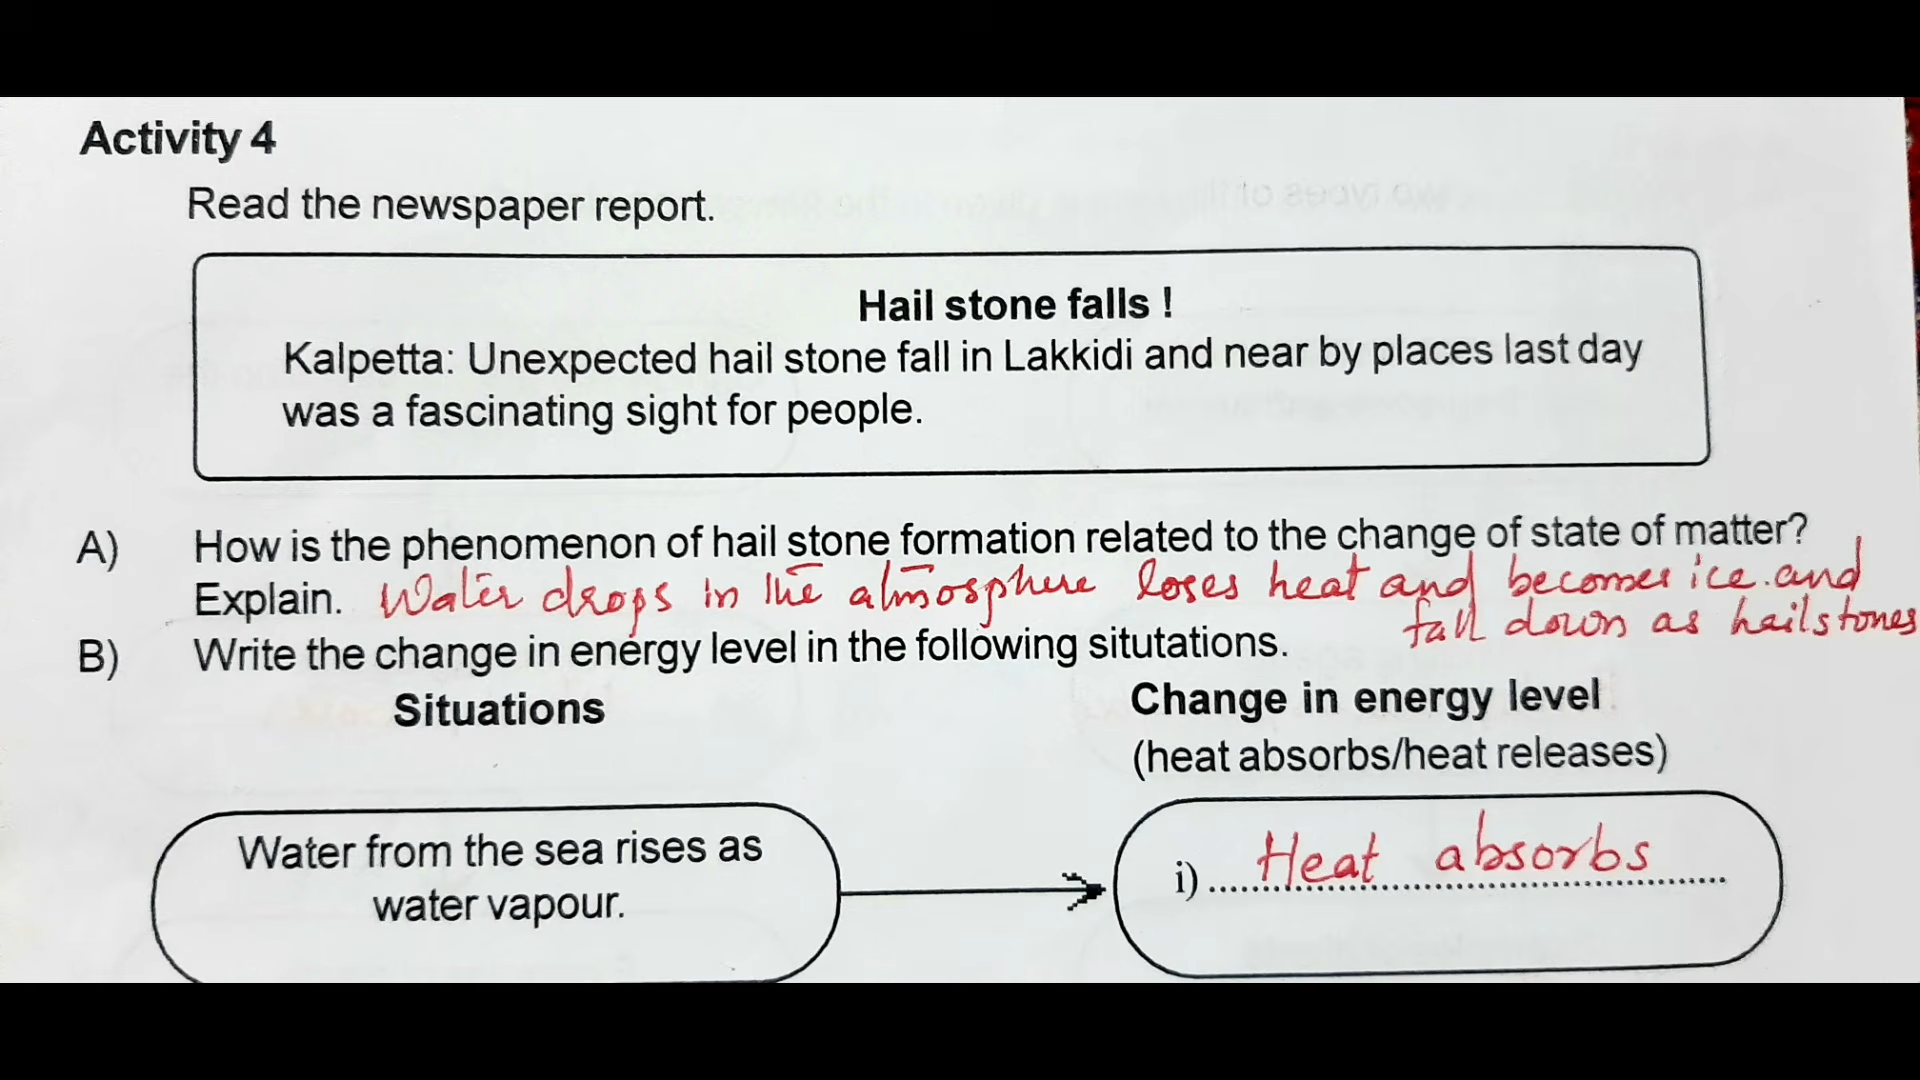 Activity 4
Read the newspaper report.
Hail stone falls !
Kalpetta: Unexpected hail stone fall in Lakkidi and near by places last day
was a fascinating sight for people.
A) How is the phenomenon of hail stone formation related to the change of state of matter?
Explain. Water drops in the atmosphere loses heat and becomes ice. and
fall down as hailstones
B) Write the change in energy level in the following situtations.
Situations
Change in energy level
(heat absorbs/heat releases)
Water from the sea rises as
water vapour.
i) Heat absorbs